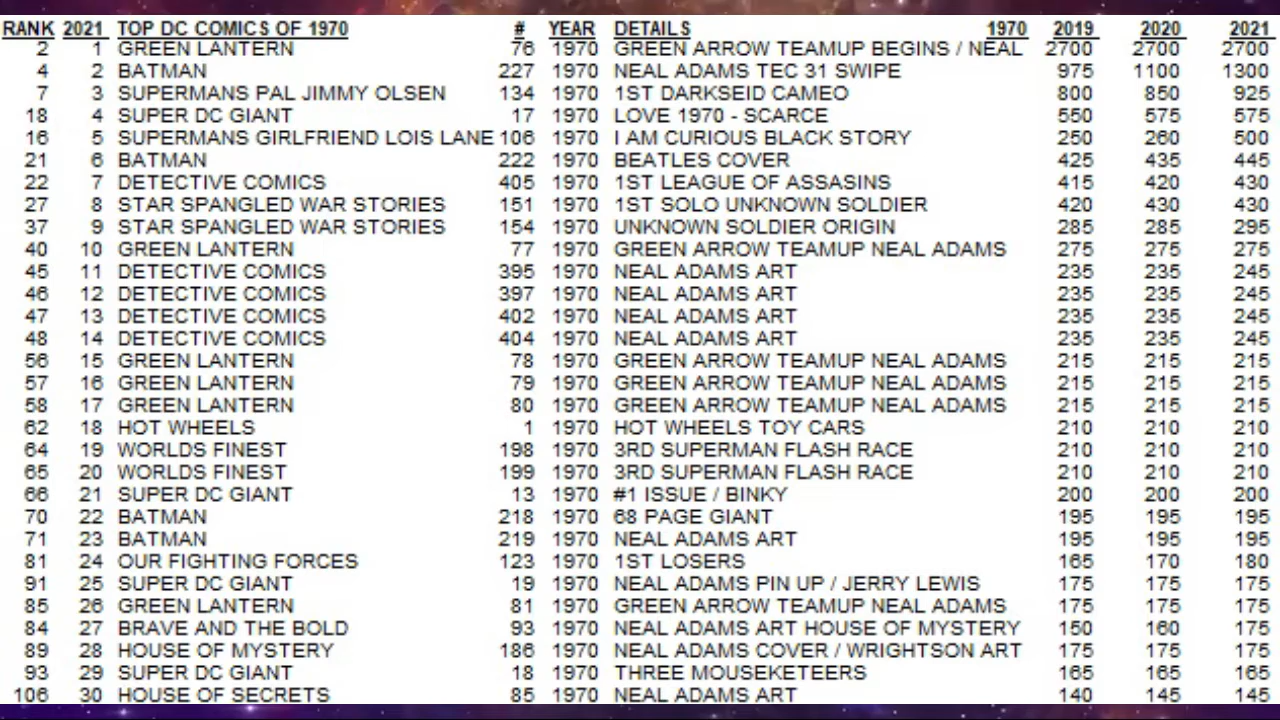 RANK 2021 TOP DC COMICS OF 1970 # YEAR DETAILS 1970 2019 2020 2021
2 1 GREEN LANTERN 76 1970 GREEN ARROW TEAMUP BEGINS / NEAL 2700 2700 2700
4 2 BATMAN 227 1970 NEAL ADAMS TEC 31 SWIPE 975 1100 1300
7 3 SUPERMANS PAL JIMMY OLSEN 134 1970 1ST DARKSEID CAMEO 800 850 925
18 4 SUPER DC GIANT 17 1970 LOVE 1970 - SCARCE 550 575 575
16 5 SUPERMANS GIRLFRIEND LOIS LANE 106 1970 I AM CURIOUS BLACK STORY 250 260 500
21 6 BATMAN 222 1970 BEATLES COVER 425 435 445
22 7 DETECTIVE COMICS 405 1970 1ST LEAGUE OF ASSASINS 415 420 430
27 8 STAR SPANGLED WAR STORIES 151 1970 1ST SOLO UNKNOWN SOLDIER 420 430 430
37 9 STAR SPANGLED WAR STORIES 154 1970 UNKNOWN SOLDIER ORIGIN 285 285 295
40 10 GREEN LANTERN 77 1970 GREEN ARROW TEAMUP NEAL ADAMS 275 275 275
45 11 DETECTIVE COMICS 395 1970 NEAL ADAMS ART 235 235 245
46 12 DETECTIVE COMICS 397 1970 NEAL ADAMS ART 235 235 245
47 13 DETECTIVE COMICS 402 1970 NEAL ADAMS ART 235 235 245
48 14 DETECTIVE COMICS 404 1970 NEAL ADAMS ART 235 235 245
56 15 GREEN LANTERN 78 1970 GREEN ARROW TEAMUP NEAL ADAMS 215 215 215
57 16 GREEN LANTERN 79 1970 GREEN ARROW TEAMUP NEAL ADAMS 215 215 215
58 17 GREEN LANTERN 80 1970 GREEN ARROW TEAMUP NEAL ADAMS 215 215 215
62 18 HOT WHEELS 1 1970 HOT WHEELS TOY CARS 210 210 210
64 19 WORLDS FINEST 198 1970 3RD SUPERMAN FLASH RACE 210 210 210
65 20 WORLDS FINEST 199 1970 3RD SUPERMAN FLASH RACE 210 210 210
66 21 SUPER DC GIANT 13 1970 #1 ISSUE / BINKY 200 200 200
70 22 BATMAN 218 1970 68 PAGE GIANT 195 195 195
71 23 BATMAN 219 1970 NEAL ADAMS ART 195 195 195
81 24 OUR FIGHTING FORCES 123 1970 1ST LOSERS 165 170 180
91 25 SUPER DC GIANT 19 1970 NEAL ADAMS PIN UP / JERRY LEWIS 175 175 175
85 26 GREEN LANTERN 81 1970 GREEN ARROW TEAMUP NEAL ADAMS 175 175 175
84 27 BRAVE AND THE BOLD 93 1970 NEAL ADAMS ART HOUSE OF MYSTERY 150 160 175
89 28 HOUSE OF MYSTERY 186 1970 NEAL ADAMS COVER / WRIGHTSON ART 175 175 175
93 29 SUPER DC GIANT 18 1970 THREE MOUSEKETEERS 165 165 165
106 30 HOUSE OF SECRETS 85 1970 NEAL ADAMS ART 140 145 145